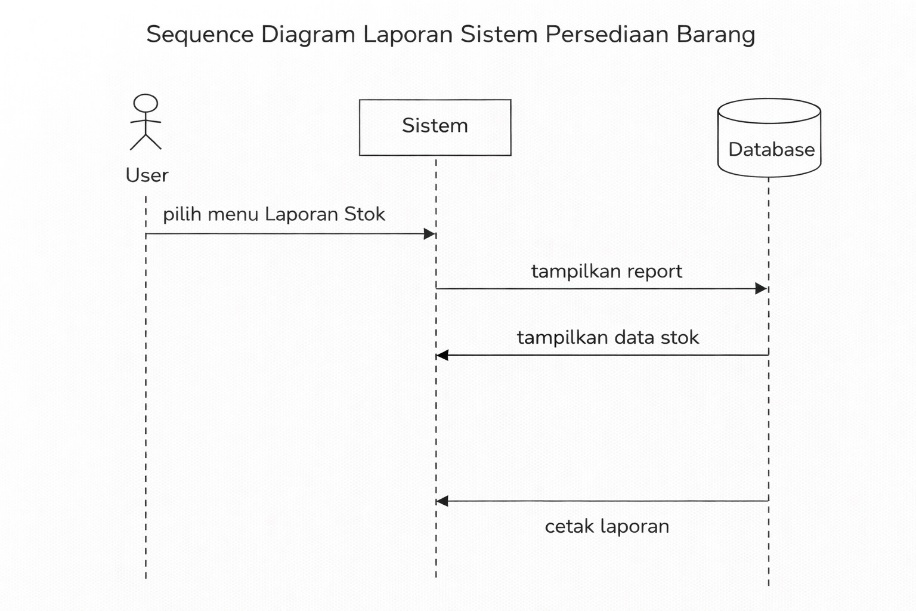 Sequence Diagram Laporan Sistem Persediaan Barang
User
Sistem
Database
pilih menu Laporan Stok
tampilkan report
tampilkan data stok
cetak laporan